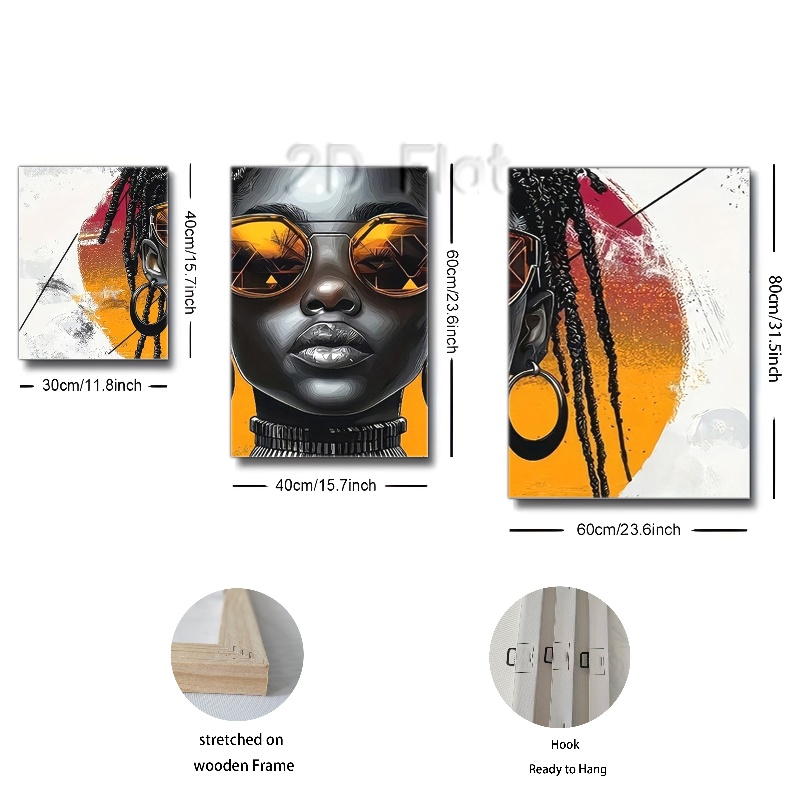 2D Flat
40cm/15.7inch
60cm/23.6inch
80cm/31.5inch
30cm/11.8inch
40cm/15.7inch
60cm/23.6inch
stretched on
wooden Frame
Hook
Ready to Hang